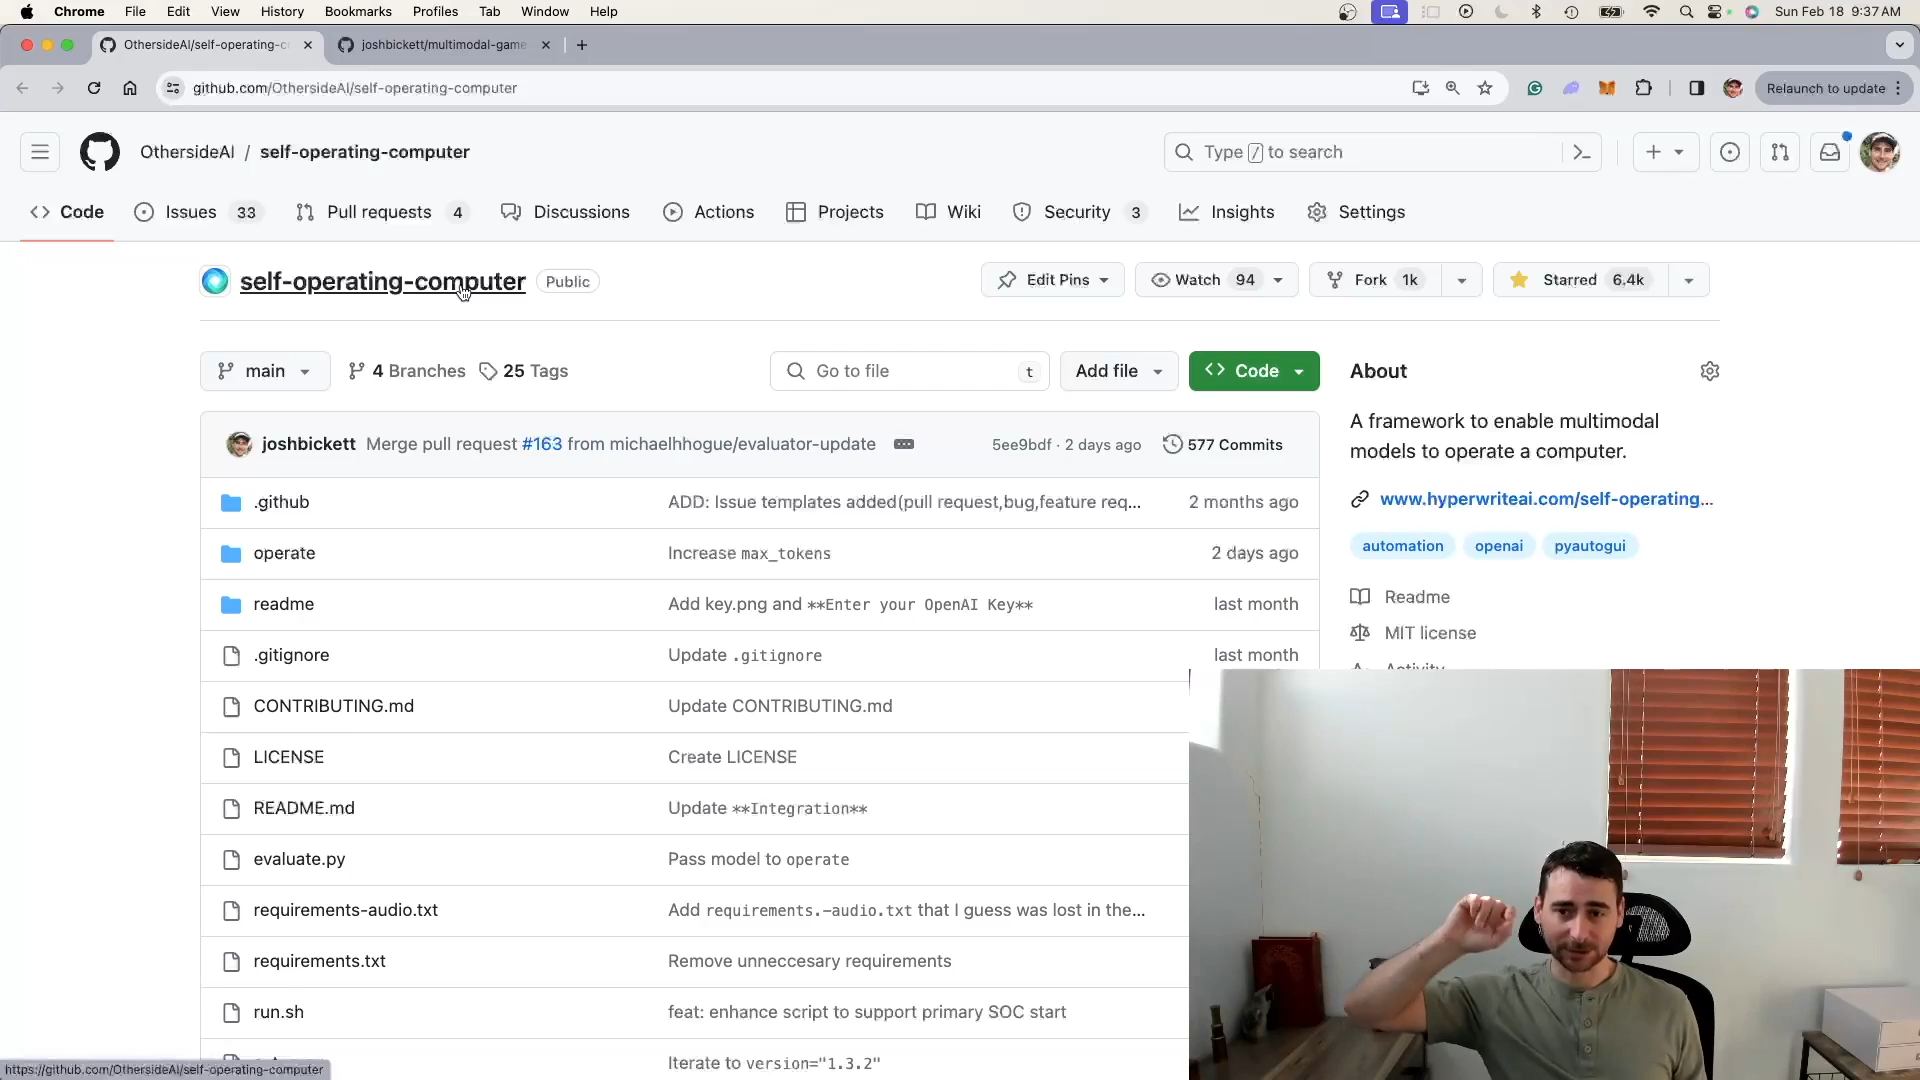 Chrome File Edit View History Bookmarks Profiles Tab Window Help Sun Feb 18 9:37 AM
OthersideAI/self-operating-c joshbickett/multimodal-game
github.com/OthersideAI/self-operating-computer Relaunch to update
OthersideAI / self-operating-computer Type / to search
Code Issues 33 Pull requests 4 Discussions Actions Projects Wiki Security 3 Insights Settings
self-operating-computer Public Edit Pins Watch 94 Fork 1k Starred 6.4k
main 4 Branches 25 Tags Go to file t Add file Code About
A framework to enable multimodal
models to operate a computer.
joshbickett Merge pull request #163 from michaelhhogue/evaluator-update 5ee9bdf · 2 days ago 577 Commits
www.hyperwriteai.com/self-operating...
.github ADD: Issue templates added(pull request,bug,feature req... 2 months ago
automation openai pyautogui
operate Increase max_tokens 2 days ago
Readme
readme Add key.png and **Enter your OpenAI Key** last month
MIT license
.gitignore Update .gitignore last month
CONTRIBUTING.md Update CONTRIBUTING.md
LICENSE Create LICENSE
README.md Update **Integration**
evaluate.py Pass model to operate
requirements-audio.txt Add requirements.-audio.txt that I guess was lost in the...
requirements.txt Remove unneccesary requirements
run.sh feat: enhance script to support primary SOC start
Iterate to version="1.3.2"
https://github.com/OthersideAI/self-operating-computer